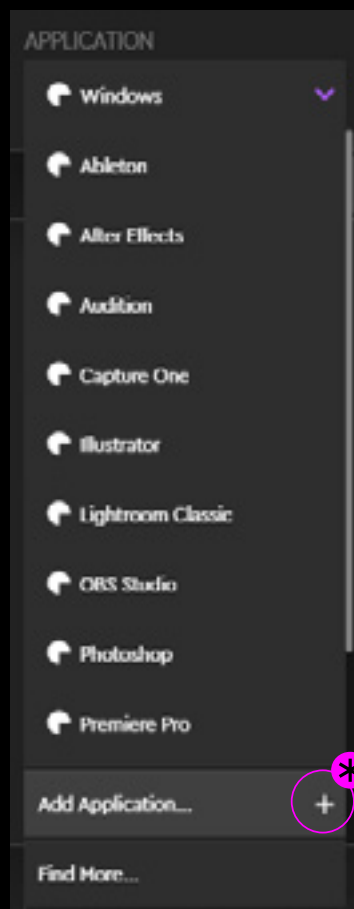 APPLICATION
Windows
Ableton
After Effects
Audition
Capture One
Illustrator
Lightroom Classic
OBS Studio
Photoshop
Premiere Pro
Add Application... +
Find More...